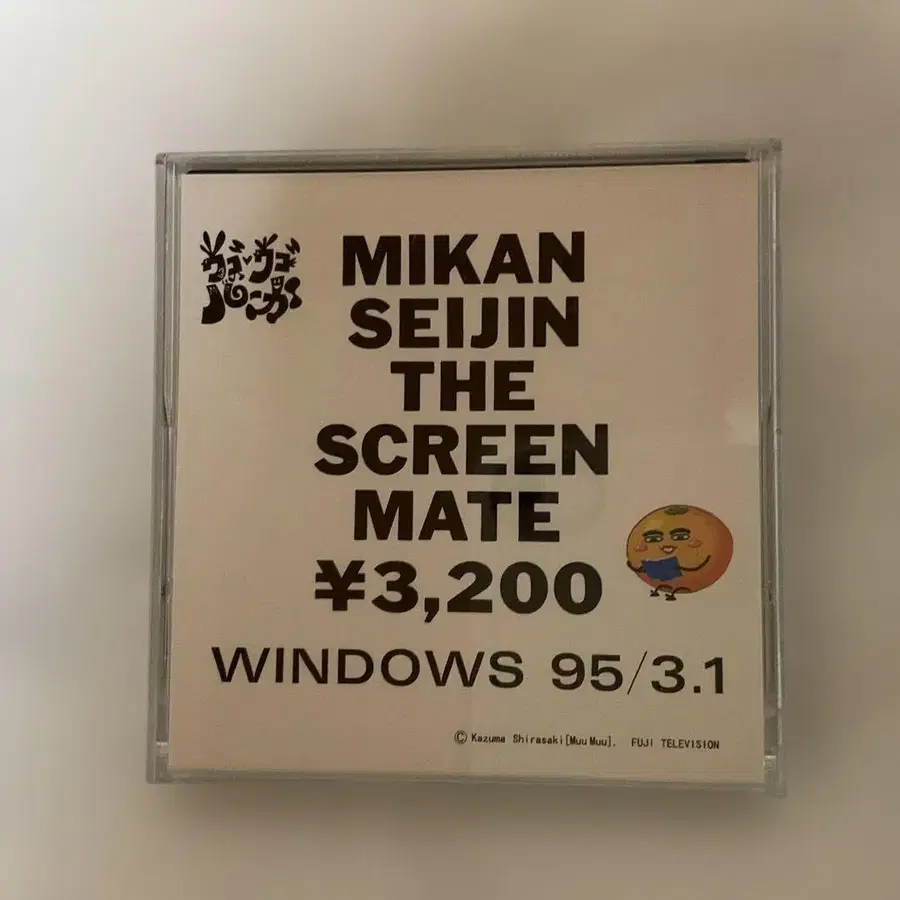 ウゴウゴ
ルーガ
MIKAN
SEIJIN
THE
SCREEN
MATE
¥3,200
WINDOWS 95/3.1
© Kazuma Shirasaki[Muu Muu]. FUJI TELEVISION